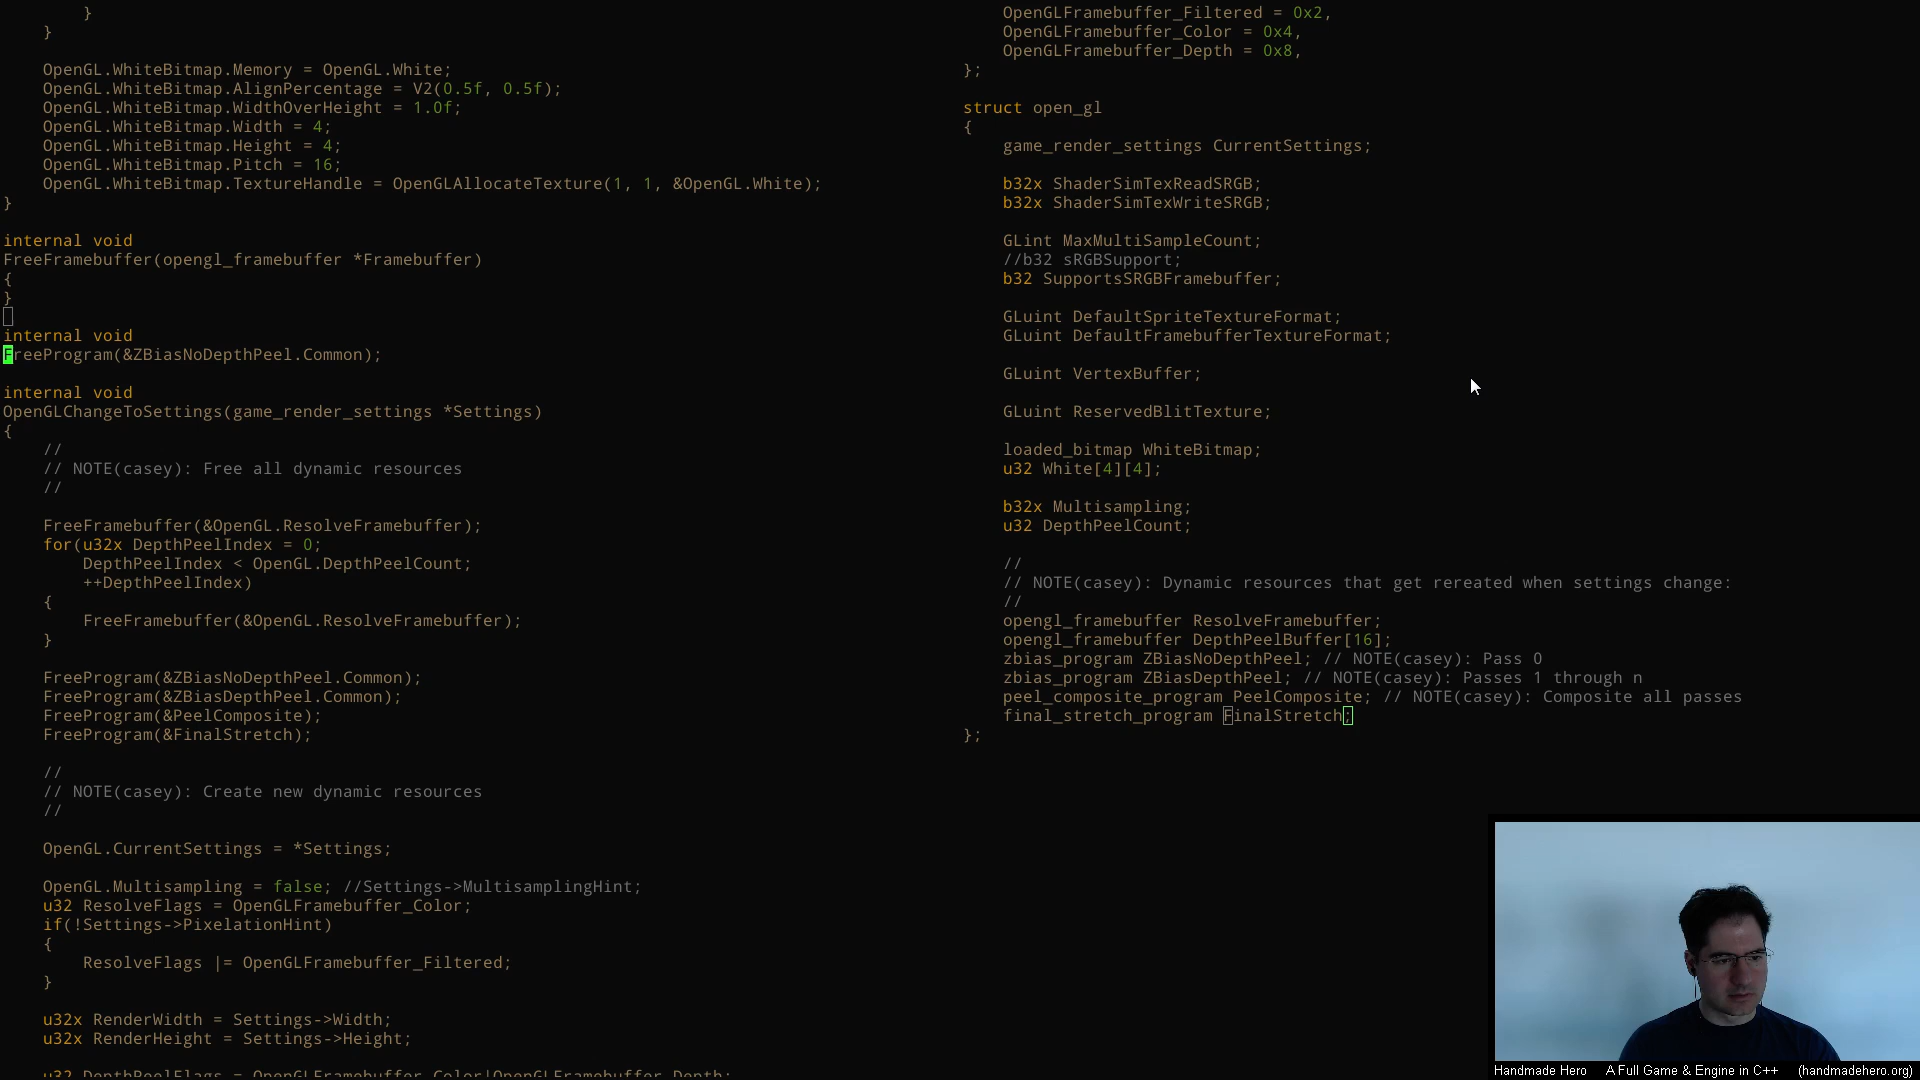 }
    }

    OpenGL.WhiteBitmap.Memory = OpenGL.White;
    OpenGL.WhiteBitmap.AlignPercentage = V2(0.5f, 0.5f);
    OpenGL.WhiteBitmap.WidthOverHeight = 1.0f;
    OpenGL.WhiteBitmap.Width = 4;
    OpenGL.WhiteBitmap.Height = 4;
    OpenGL.WhiteBitmap.Pitch = 16;
    OpenGL.WhiteBitmap.TextureHandle = OpenGLAllocateTexture(1, 1, &OpenGL.White);
}

internal void
FreeFramebuffer(opengl_framebuffer *Framebuffer)
{
}

internal void
FreeProgram(&ZBiasNoDepthPeel.Common);

internal void
OpenGLChangeToSettings(game_render_settings *Settings)
{
    //
    // NOTE(casey): Free all dynamic resources
    //

    FreeFramebuffer(&OpenGL.ResolveFramebuffer);
    for(u32x DepthPeelIndex = 0;
        DepthPeelIndex < OpenGL.DepthPeelCount;
        ++DepthPeelIndex)
    {
        FreeFramebuffer(&OpenGL.ResolveFramebuffer);
    }

    FreeProgram(&ZBiasNoDepthPeel.Common);
    FreeProgram(&ZBiasDepthPeel.Common);
    FreeProgram(&PeelComposite);
    FreeProgram(&FinalStretch);

    //
    // NOTE(casey): Create new dynamic resources
    //

    OpenGL.CurrentSettings = *Settings;

    OpenGL.Multisampling = false; //Settings->MultisamplingHint;
    u32 ResolveFlags = OpenGLFramebuffer_Color;
    if(!Settings->PixelationHint)
    {
        ResolveFlags |= OpenGLFramebuffer_Filtered;
    }

    u32x RenderWidth = Settings->Width;
    u32x RenderHeight = Settings->Height;

    u32 DepthPeelFlags = OpenGLFramebuffer_Color|OpenGLFramebuffer_Depth;
    OpenGLFramebuffer_Filtered = 0x2,
    OpenGLFramebuffer_Color = 0x4,
    OpenGLFramebuffer_Depth = 0x8,
};

struct open_gl
{
    game_render_settings CurrentSettings;

    b32x ShaderSimTexReadSRGB;
    b32x ShaderSimTexWriteSRGB;

    GLint MaxMultiSampleCount;
    //b32 sRGBSupport;
    b32 SupportsSRGBFramebuffer;

    GLuint DefaultSpriteTextureFormat;
    GLuint DefaultFramebufferTextureFormat;

    GLuint VertexBuffer;

    GLuint ReservedBlitTexture;

    loaded_bitmap WhiteBitmap;
    u32 White[4][4];

    b32x Multisampling;
    u32 DepthPeelCount;

    //
    // NOTE(casey): Dynamic resources that get rereated when settings change:
    //
    opengl_framebuffer ResolveFramebuffer;
    opengl_framebuffer DepthPeelBuffer[16];
    zbias_program ZBiasNoDepthPeel; // NOTE(casey): Pass 0
    zbias_program ZBiasDepthPeel; // NOTE(casey): Passes 1 through n
    peel_composite_program PeelComposite; // NOTE(casey): Composite all passes
    final_stretch_program FinalStretch;
};
Handmade Hero A Full Game & Engine in C++ (handmadehero.org)